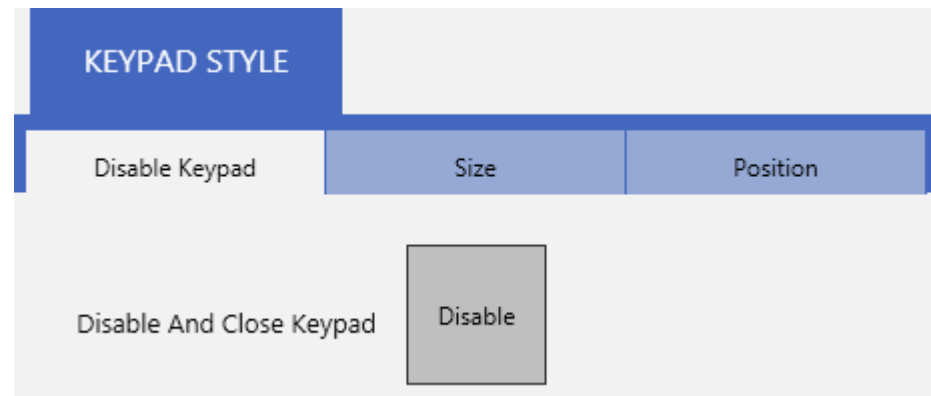 KEYPAD STYLE
Disable Keypad Size Position
Disable And Close Keypad Disable